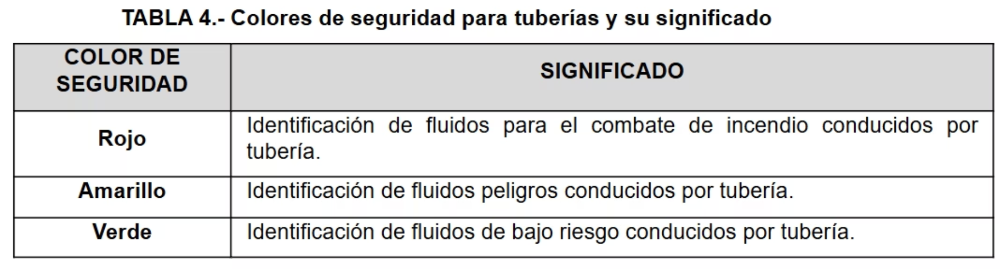 TABLA 4.- Colores de seguridad para tuberías y su significado
COLOR DE
SEGURIDAD
SIGNIFICADO
Rojo
Identificación de fluidos para el combate de incendio conducidos por
tubería.
Amarillo
Identificación de fluidos peligros conducidos por tubería.
Verde
Identificación de fluidos de bajo riesgo conducidos por tubería.